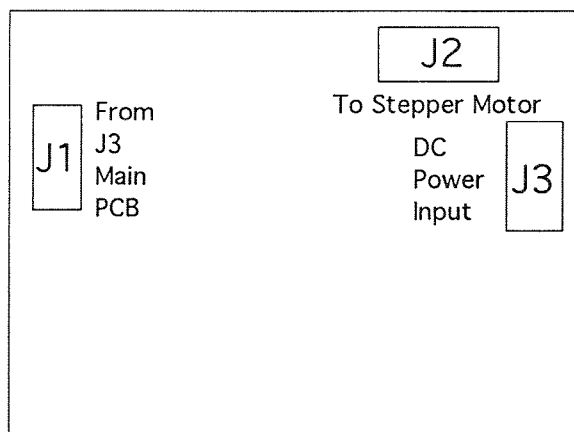 J2
To Stepper Motor
J1
From
J3
Main
PCB
DC
Power
Input
J3